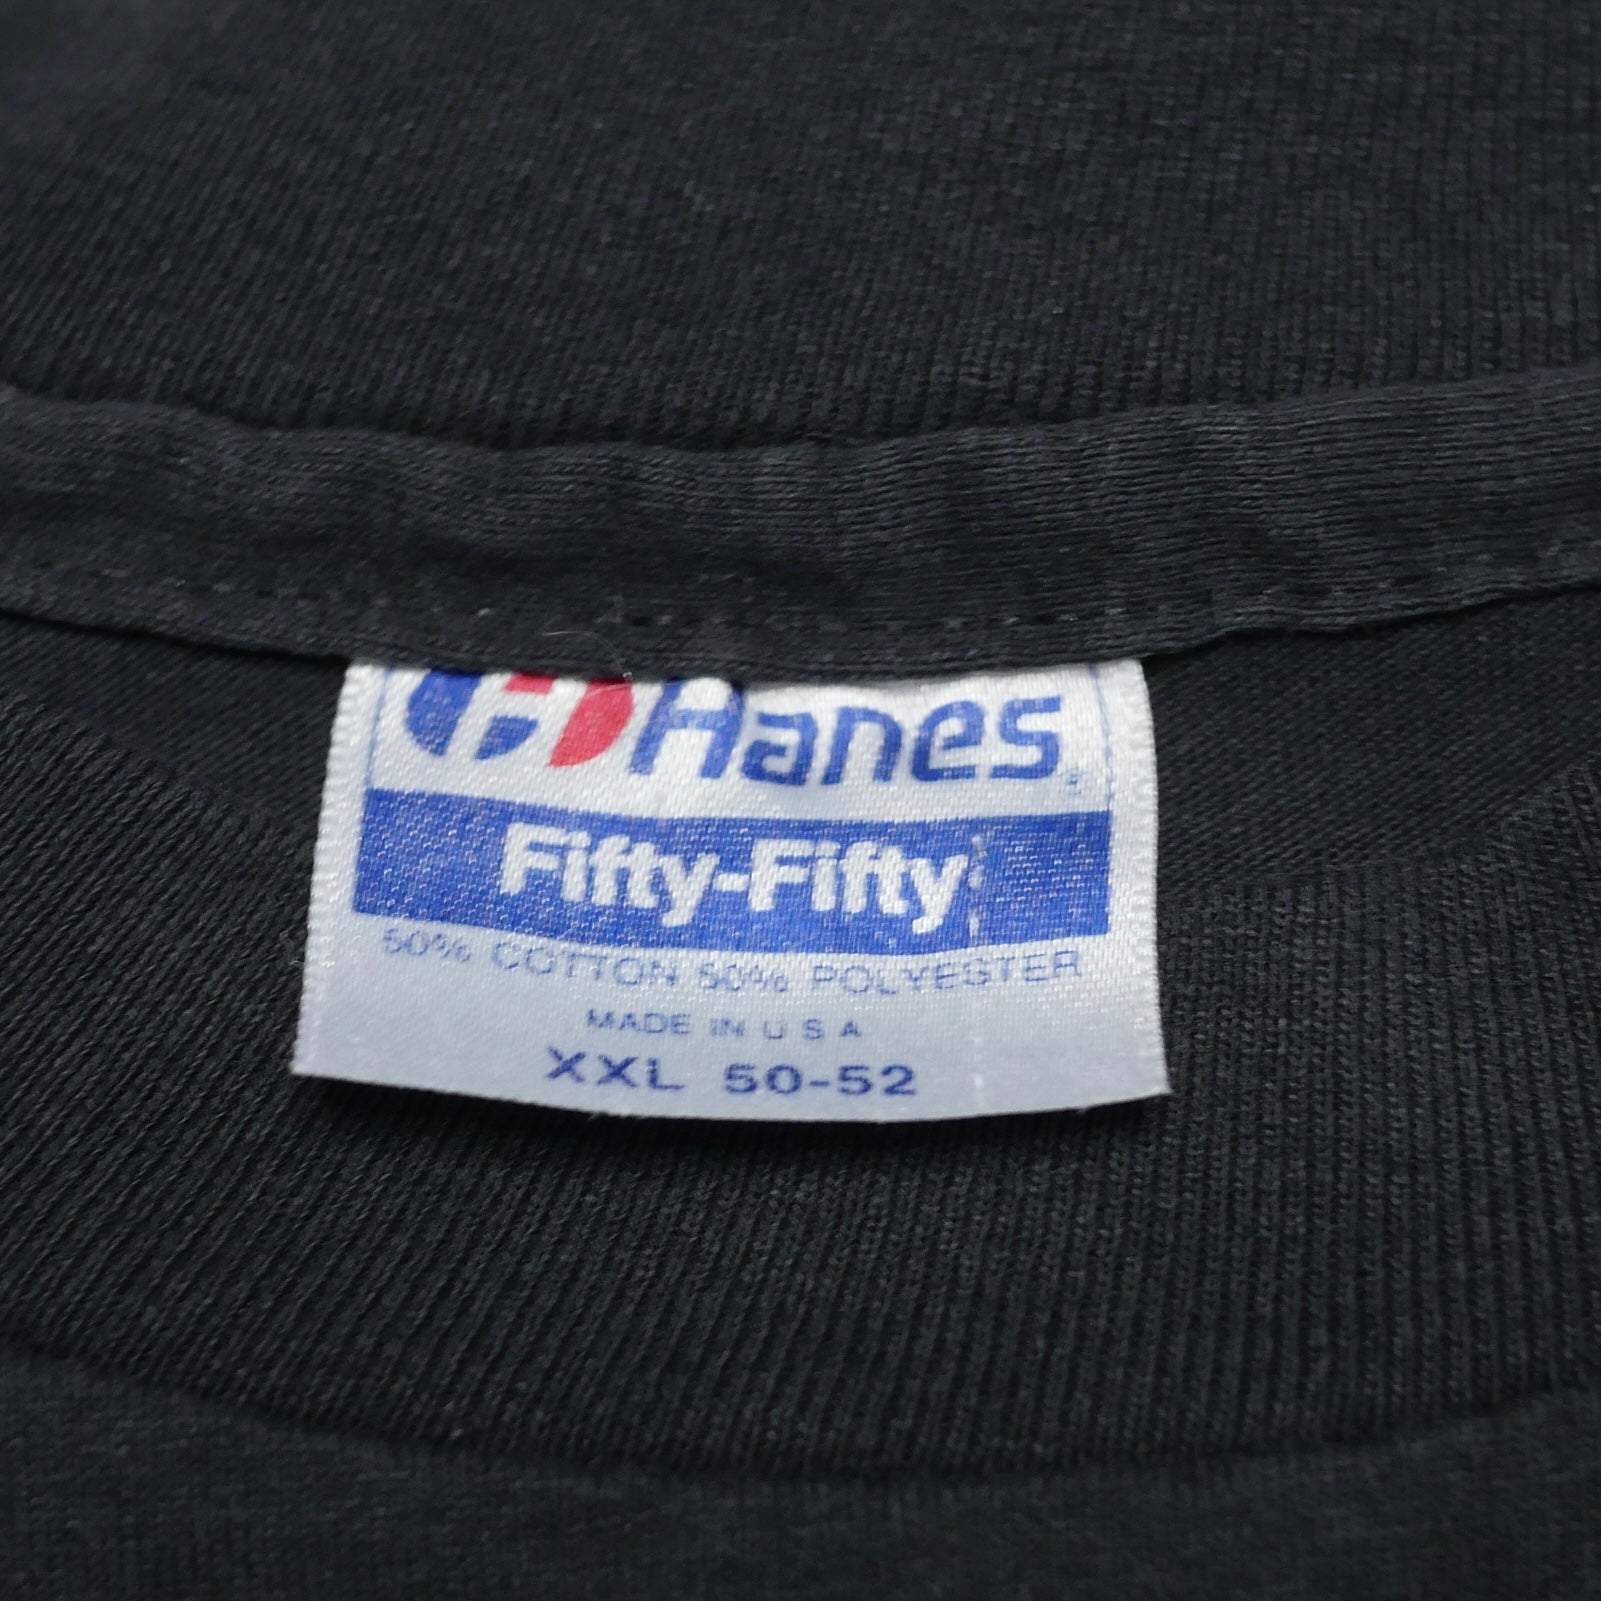 Hanes
Fifty-Fifty
50% COTTON 50% POLYESTER
MADE IN U S A
XXL 50-52